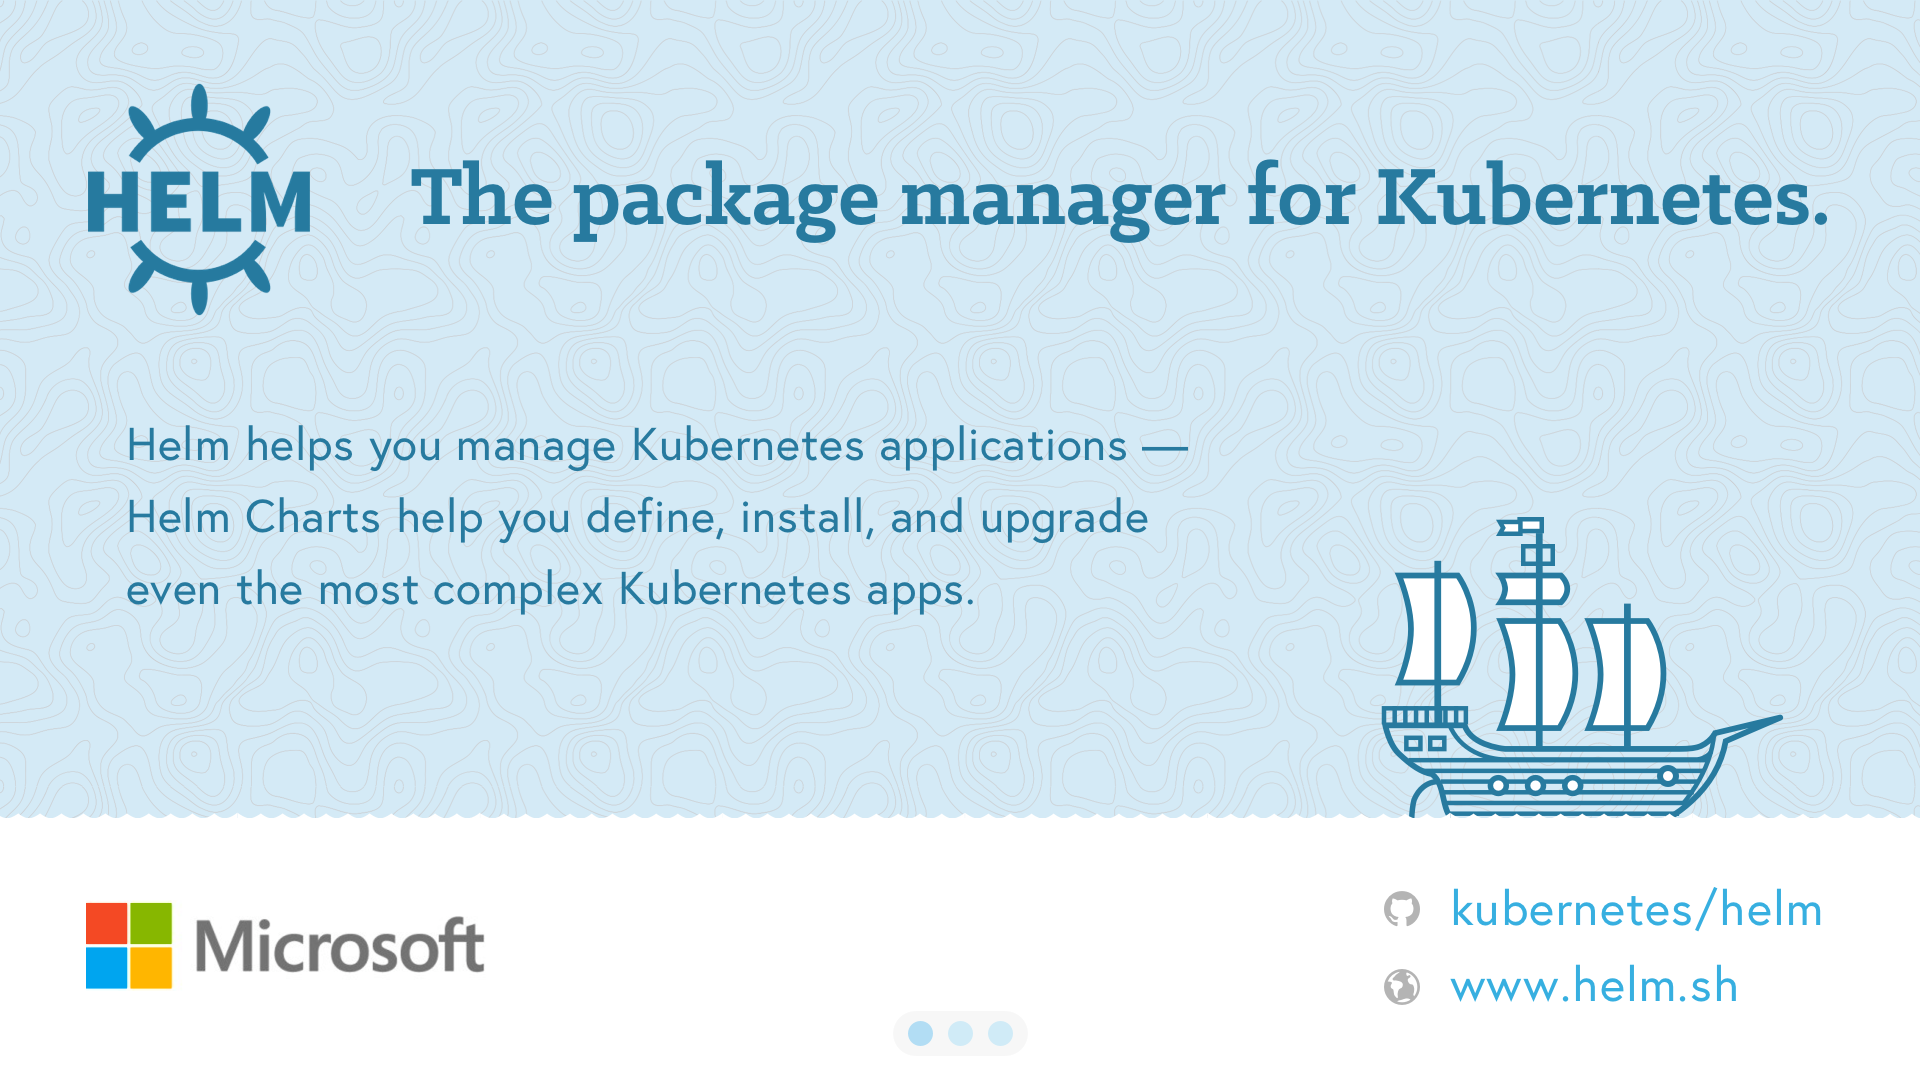 HELM
The package manager for Kubernetes.
Helm helps you manage Kubernetes applications —
Helm Charts help you define, install, and upgrade
even the most complex Kubernetes apps.
Microsoft
kubernetes/helm
www.helm.sh